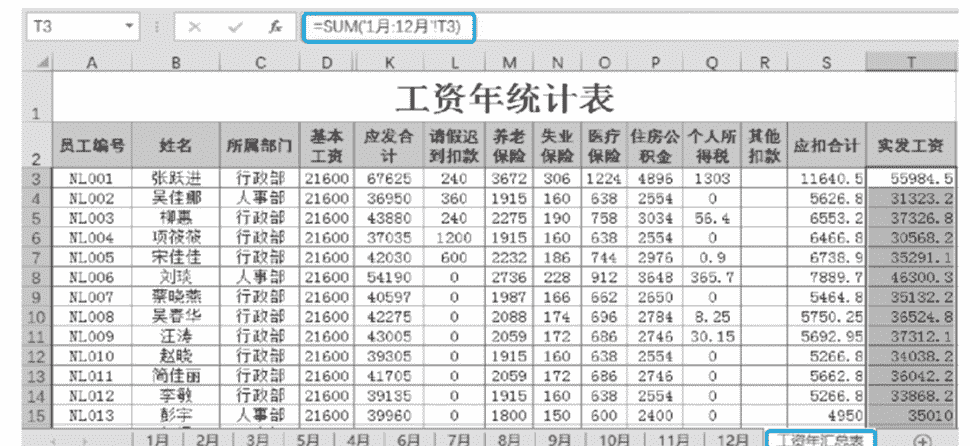 T3 fx =SUM('1月:12月'!T3)
A B C D K L M N O P Q R S T
1 工资年统计表
2 员工编号 姓名 所属部门 基本工资 应发合计 请假迟到扣款 养老保险 失业保险 医疗保险 住房公积金 个人所得税 其他扣款 应扣合计 实发工资
3 NL001 张跃进 行政部 21600 67625 240 3672 306 1224 4896 1303 11640.5 55984.5
4 NL002 吴佳娜 人事部 21600 36950 360 1915 160 638 2554 0 5626.8 31323.2
5 NL003 柳惠 行政部 21600 43880 240 2275 190 758 3034 56.4 6553.2 37326.8
6 NL004 项筱筱 行政部 21600 37035 1200 1915 160 638 2554 0 6466.8 30568.2
7 NL005 宋佳佳 行政部 21600 42030 600 2232 186 744 2976 0.9 6738.9 35291.1
8 NL006 刘琰 人事部 21600 54190 0 2736 228 912 3648 365.7 7889.7 46300.3
9 NL007 蔡晓燕 行政部 21600 40597 0 1987 166 662 2650 0 5464.8 35132.2
10 NL008 吴春华 行政部 21600 42275 0 2088 174 696 2784 8.25 5750.25 36524.8
11 NL009 汪涛 行政部 21600 43005 0 2059 172 686 2746 30.15 5692.95 37312.1
12 NL010 赵晓 行政部 21600 39305 0 1915 160 638 2554 0 5266.8 34038.2
13 NL011 简佳丽 行政部 21600 41705 0 2059 172 686 2746 0 5662.8 36042.2
14 NL012 李敏 行政部 21600 39135 0 1915 160 638 2554 0 5266.8 33868.2
15 NL013 彭宇 人事部 21600 39960 0 1800 150 600 2400 0 4950 35010
1月 2月 3月 5月 4月 6月 7月 8月 9月 10月 11月 12月 工资年汇总表